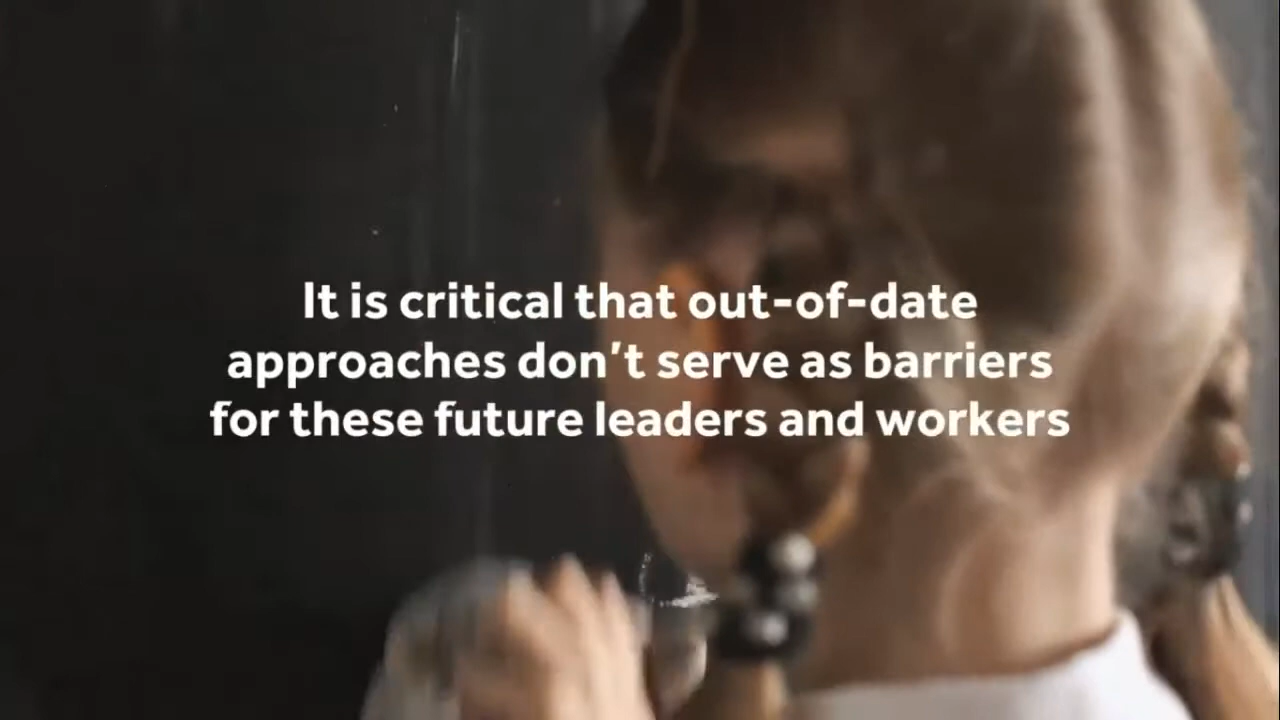 It is critical that out-of-date
approaches don't serve as barriers
for these future leaders and workers